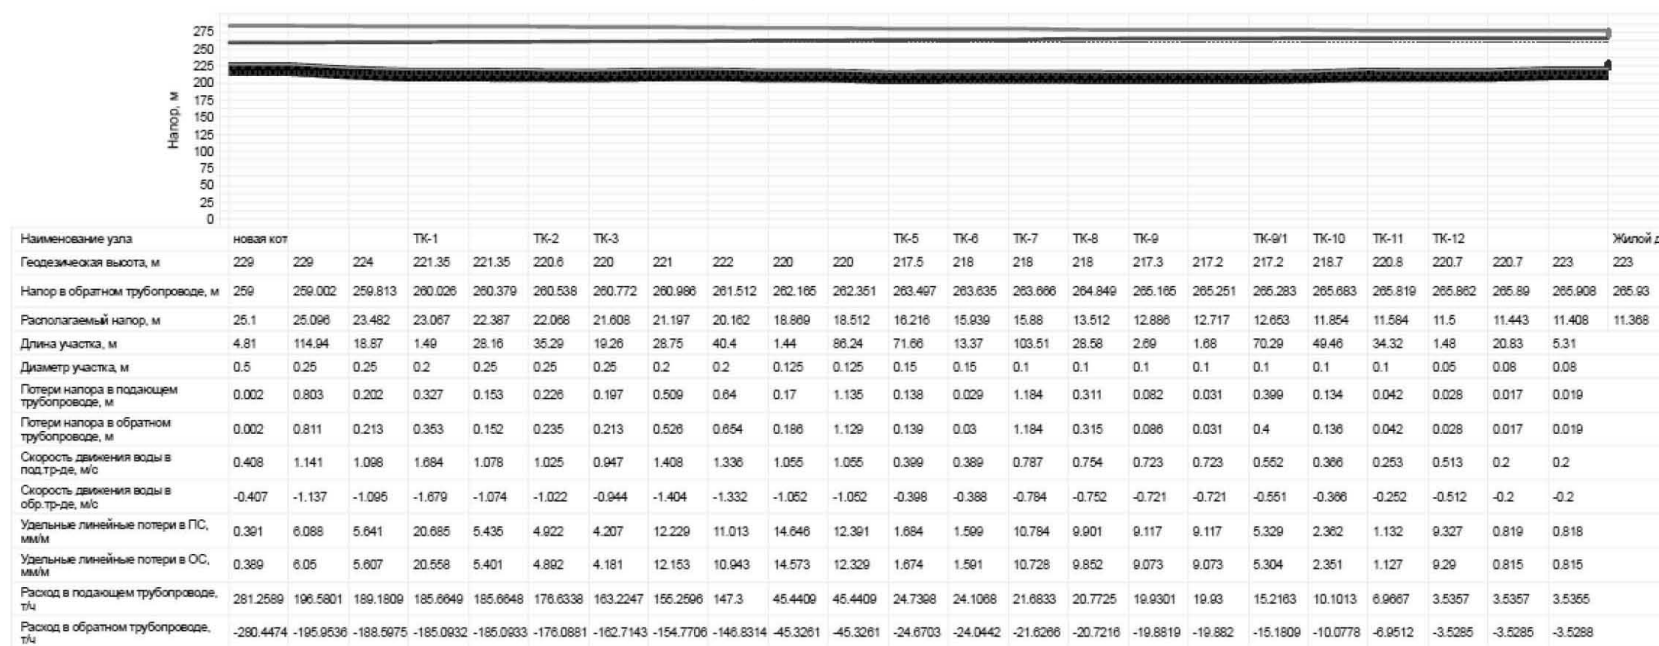 275
250
225
200
175
150
125
100
75
50
25
0
Напор, м
Наименование узла новая кот ТК-1 ТК-2 ТК-3 ТК-5 ТК-6 ТК-7 ТК-8 ТК-9 ТК-9/1 ТК-10 ТК-11 ТК-12 Жилой д
Геодезическая высота, м 229 229 224 221.35 221.35 220.6 220 221 222 220 220 217.5 218 218 218 217.3 217.2 217.2 218.7 220.8 220.7 220.7 223 223
Напор в обратном трубопроводе, м 259 259.002 259.813 260.026 260.379 260.538 260.772 260.986 261.512 262.165 262.351 263.497 263.635 263.666 264.849 265.165 265.251 265.283 265.683 265.819 265.862 265.89 265.908 265.93
Располагаемый напор, м 25.1 25.096 23.482 23.067 22.387 22.068 21.608 21.197 20.162 18.869 18.512 16.216 15.939 15.88 13.512 12.886 12.717 12.653 11.854 11.584 11.5 11.443 11.408 11.368
Длина участка, м 4.81 114.94 18.87 1.49 28.16 35.29 19.26 28.75 40.4 1.44 86.24 71.66 13.37 103.51 28.58 2.69 1.68 70.29 49.46 34.32 1.48 20.83 5.31
Диаметр участка, м 0.5 0.25 0.25 0.2 0.25 0.25 0.25 0.2 0.2 0.125 0.125 0.15 0.15 0.1 0.1 0.1 0.1 0.1 0.1 0.1 0.05 0.08 0.08
Потери напора в подающем
трубопроводе, м 0.002 0.803 0.202 0.327 0.153 0.226 0.197 0.509 0.64 0.17 1.135 0.138 0.029 1.184 0.311 0.082 0.031 0.399 0.134 0.042 0.028 0.017 0.019
Потери напора в обратном
трубопроводе, м 0.002 0.811 0.213 0.353 0.152 0.235 0.213 0.526 0.654 0.186 1.129 0.139 0.03 1.184 0.315 0.086 0.031 0.4 0.136 0.042 0.028 0.017 0.019
Скорость движения воды в
под.тр-де, м/с 0.408 1.141 1.098 1.684 1.078 1.025 0.947 1.408 1.336 1.055 1.055 0.399 0.389 0.787 0.754 0.723 0.723 0.552 0.366 0.253 0.513 0.2 0.2
Скорость движения воды в
обр.тр-де, м/с -0.407 -1.137 -1.095 -1.679 -1.074 -1.022 -0.944 -1.404 -1.332 -1.052 -1.052 -0.398 -0.388 -0.784 -0.752 -0.721 -0.721 -0.551 -0.366 -0.252 -0.512 -0.2 -0.2
Удельные линейные потери в ПС,
мм/м 0.391 6.088 5.641 20.685 5.435 4.922 4.207 12.229 11.013 14.646 12.391 1.684 1.599 10.784 9.901 9.117 9.117 5.329 2.362 1.132 9.327 0.819 0.818
Удельные линейные потери в ОС,
мм/м 0.389 6.05 5.607 20.558 5.401 4.892 4.181 12.153 10.943 14.573 12.329 1.674 1.591 10.728 9.852 9.073 9.073 5.304 2.351 1.127 9.29 0.815 0.815
Расход в подающем трубопроводе,
т/ч 281.2589 196.5801 189.1809 185.6649 185.6648 176.6338 163.2247 155.2596 147.3 45.4409 45.4409 24.7398 24.1068 21.6833 20.7725 19.9301 19.93 15.2163 10.1013 6.9667 3.5357 3.5357 3.5355
Расход в обратном трубопроводе,
т/ч -280.4474 -195.9536 -188.5975 -185.0932 -185.0933 -176.0881 -162.7143 -154.7706 -146.8314 -45.3261 -45.3261 -24.6703 -24.0442 -21.6266 -20.7216 -19.8819 -19.882 -15.1809 -10.0778 -6.9512 -3.5285 -3.5285 -3.5288